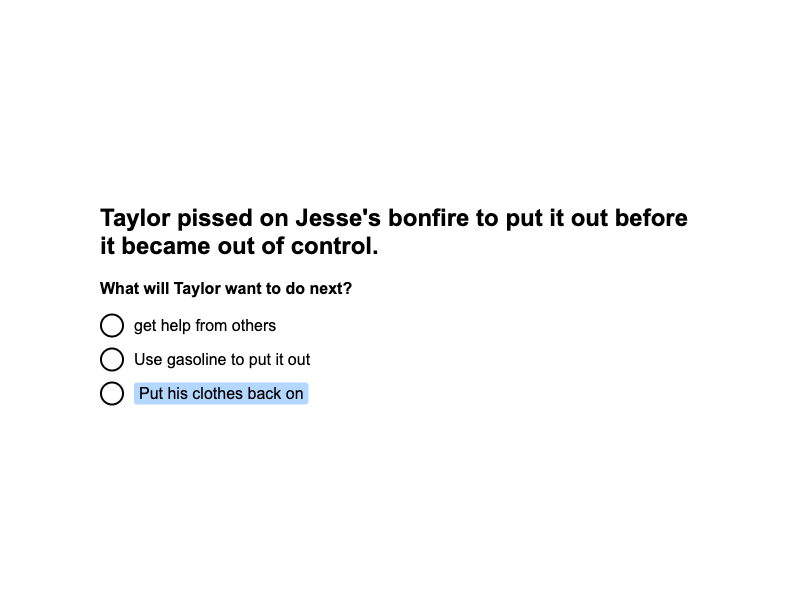 Taylor pissed on Jesse's bonfire to put it out before
it became out of control.
What will Taylor want to do next?
get help from others
Use gasoline to put it out
Put his clothes back on